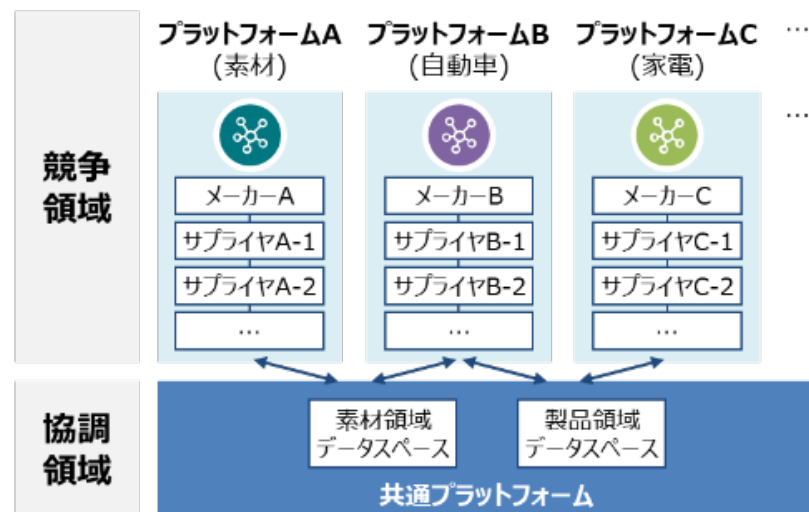 プラットフォームA プラットフォームB プラットフォームC …
(素材) (自動車) (家電)
…
競争
領域
メーカーA メーカーB メーカーC
サプライヤA-1 サプライヤB-1 サプライヤC-1
サプライヤA-2 サプライヤB-2 サプライヤC-2
… … …
協調
領域
素材領域
データスペース
製品領域
データスペース
共通プラットフォーム